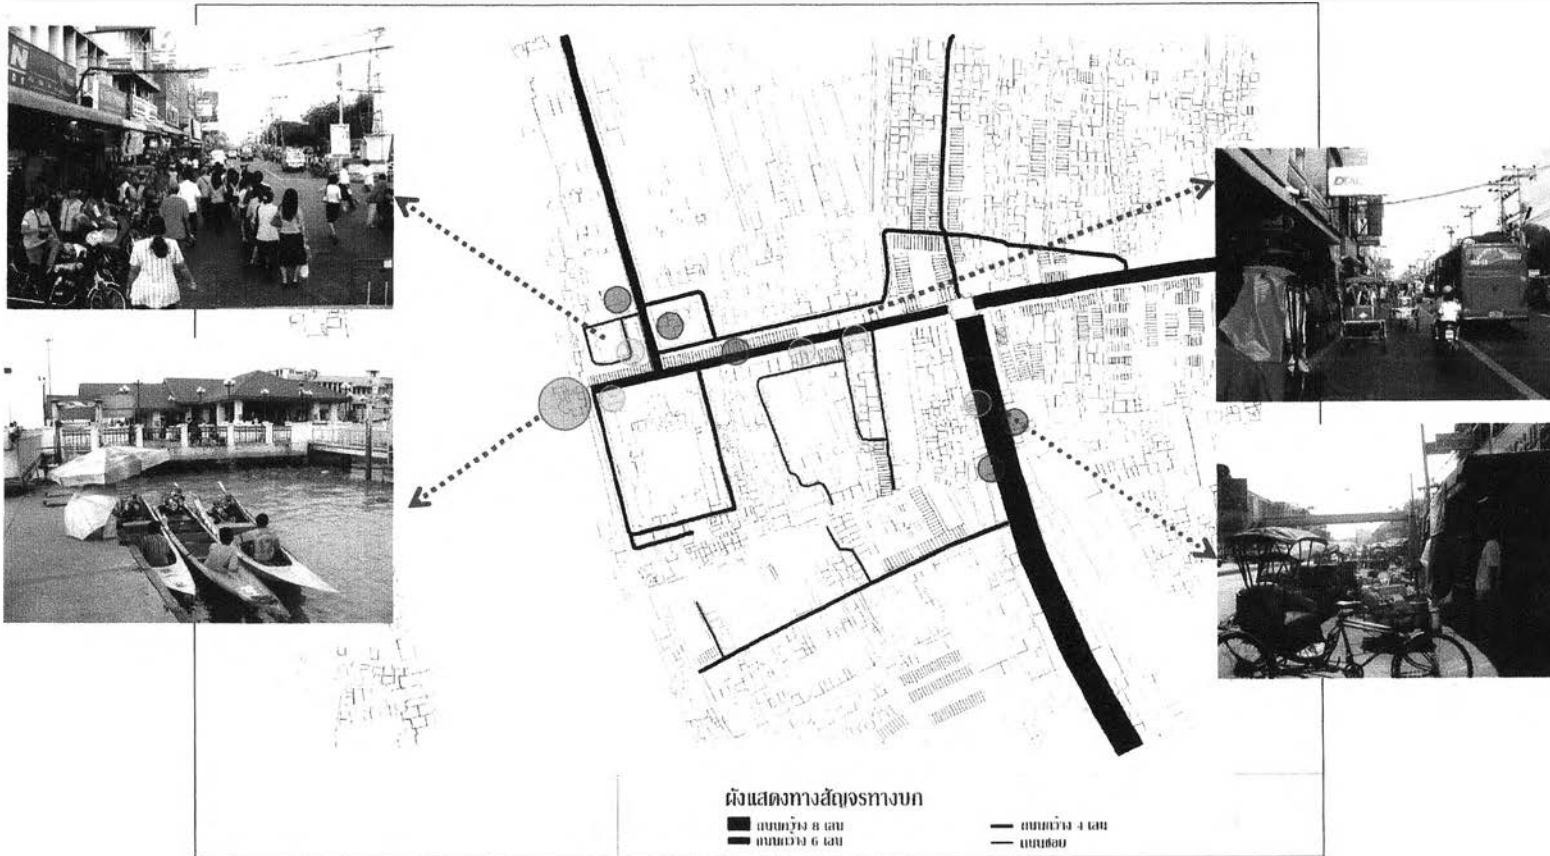 ผังแสดงทางสัญจรทางบก
ถนนกว้าง 8 เลน
ถนนกว้าง 6 เลน
ถนนกว้าง 4 เลน
ถนนซอย